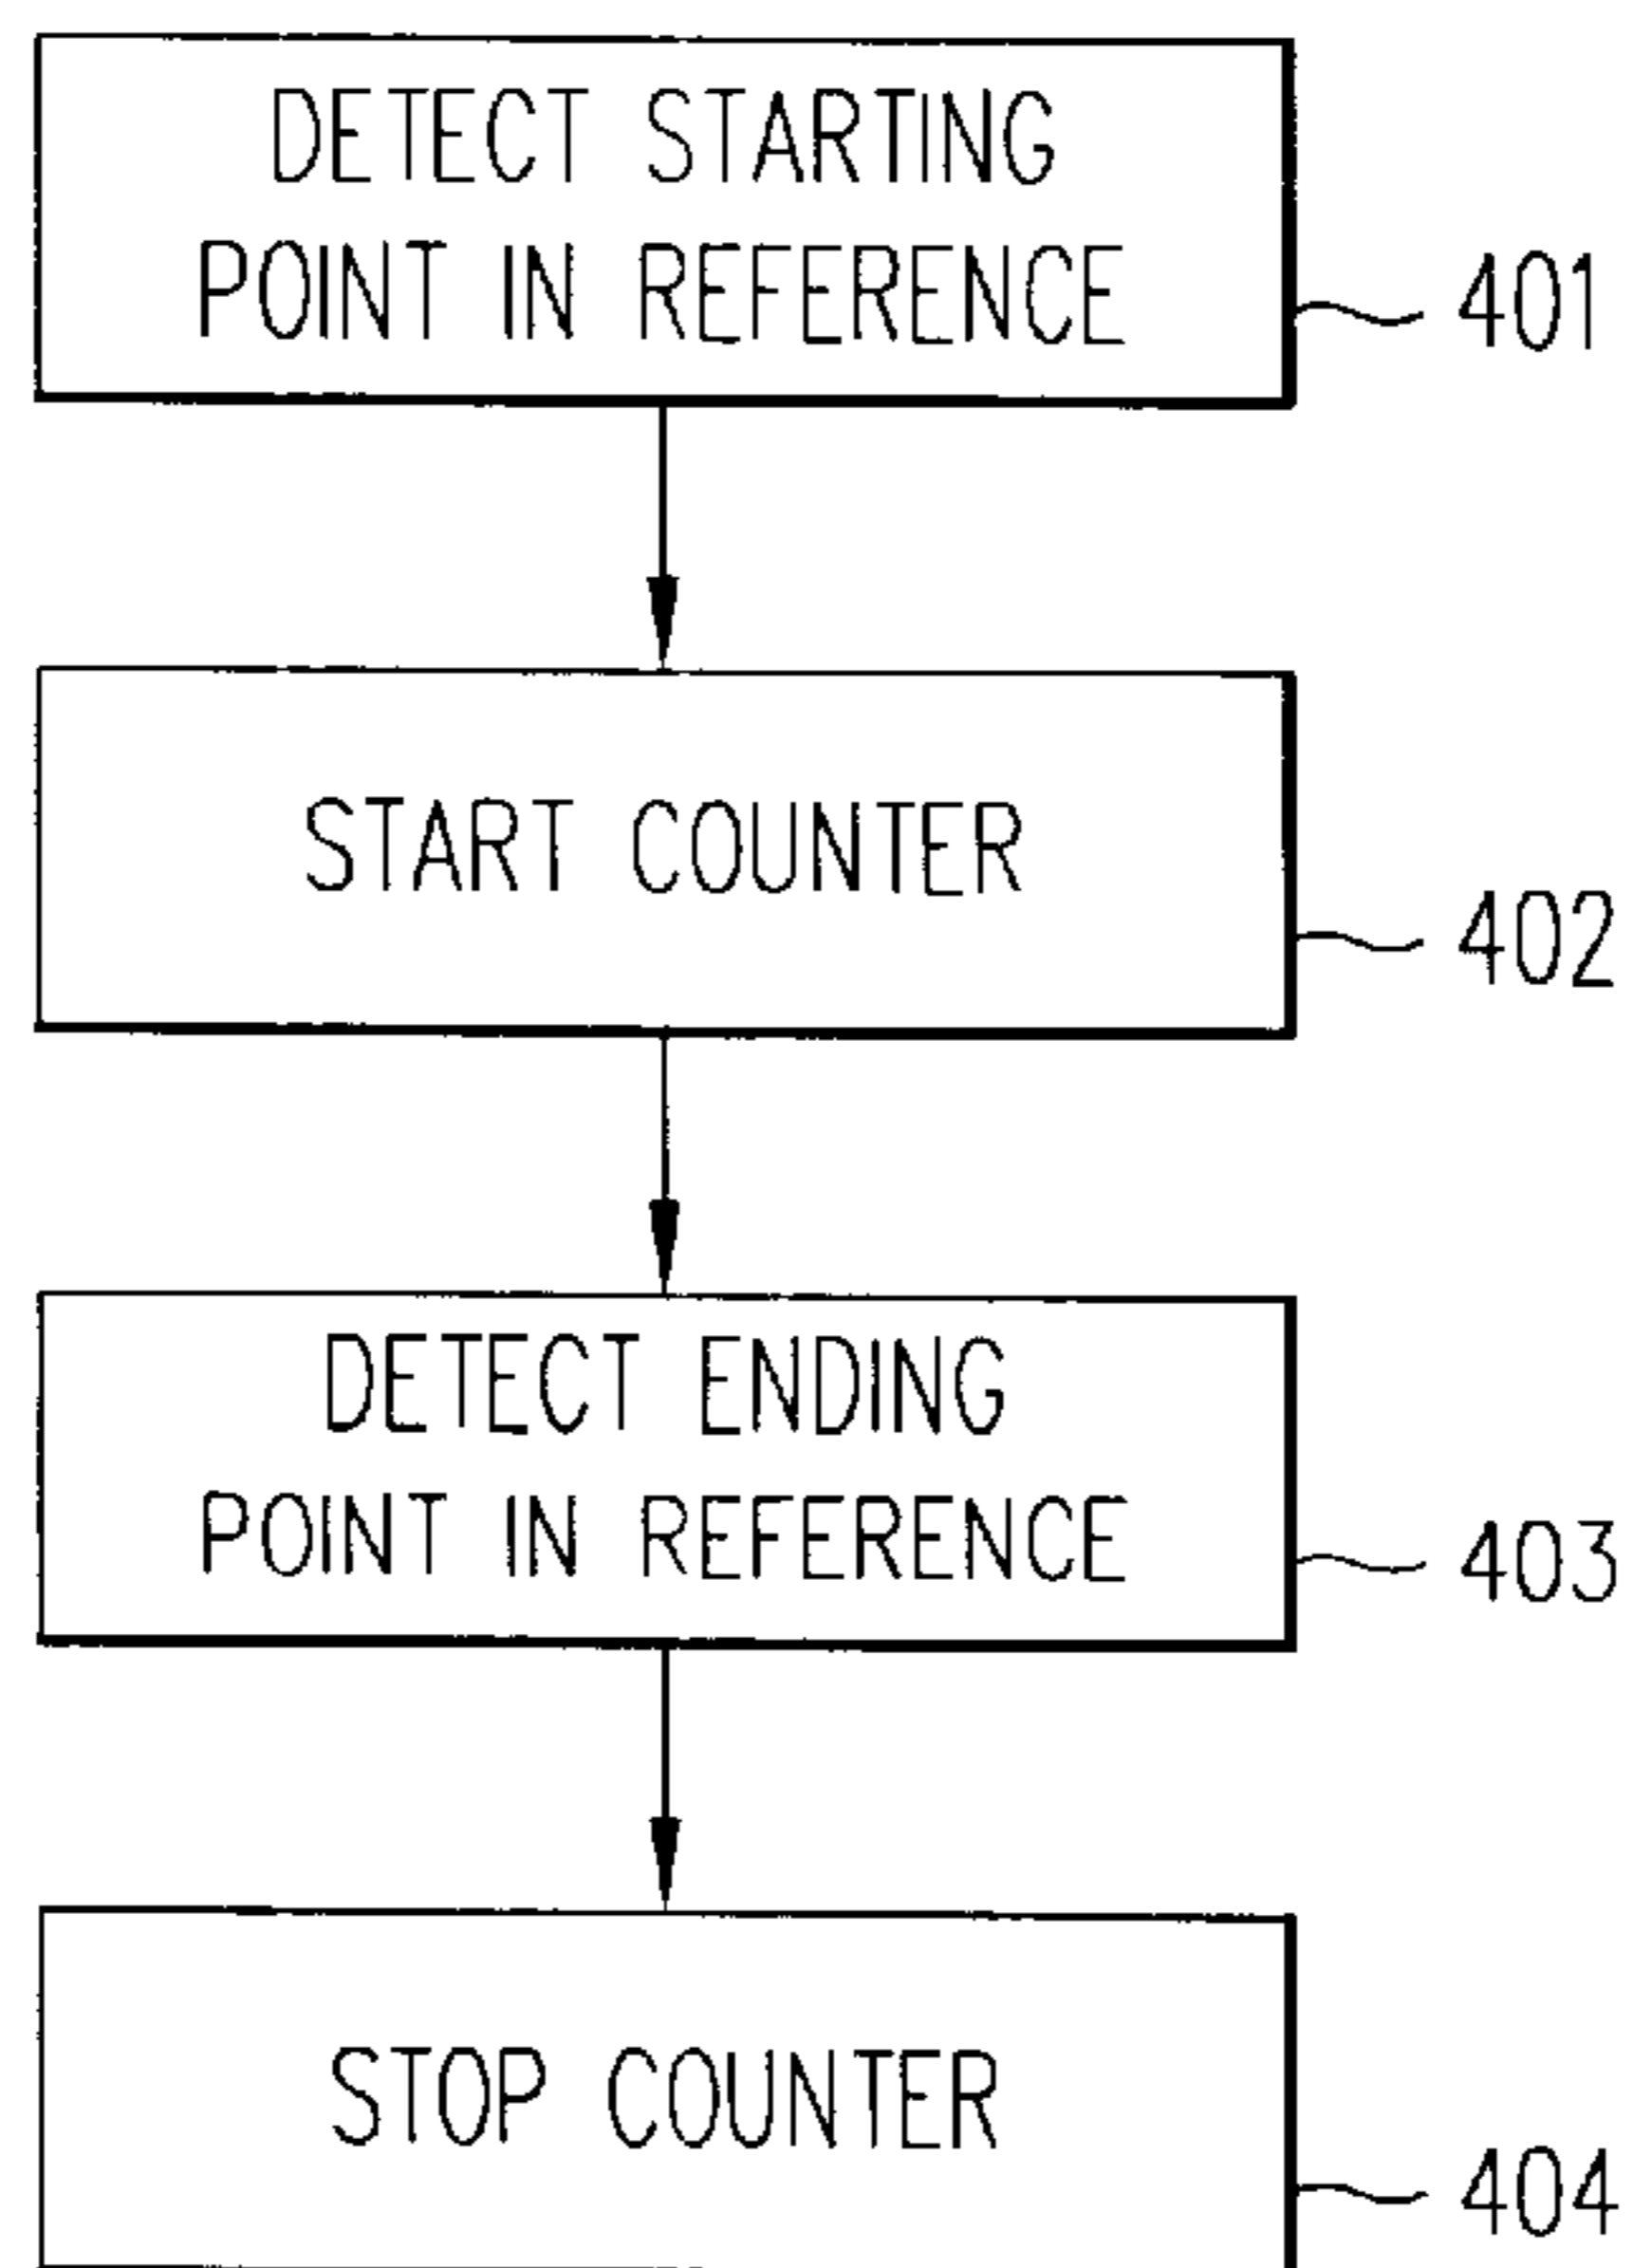 DETECT STARTING
POINT IN REFERENCE
401
START COUNTER
402
DETECT ENDING
POINT IN REFERENCE
403
STOP COUNTER
404